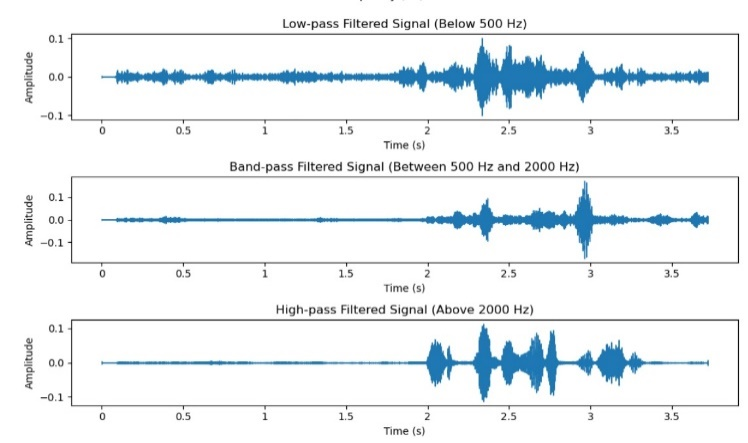 Low-pass Filtered Signal (Below 500 Hz)
Amplitude
0.1
0.0
−0.1
0 0.5 1 1.5 2 2.5 3 3.5
Time (s)
Band-pass Filtered Signal (Between 500 Hz and 2000 Hz)
Amplitude
0.1
0.0
−0.1
0 0.5 1 1.5 2 2.5 3 3.5
Time (s)
High-pass Filtered Signal (Above 2000 Hz)
Amplitude
0.1
0.0
−0.1
0 0.5 1 1.5 2 2.5 3 3.5
Time (s)